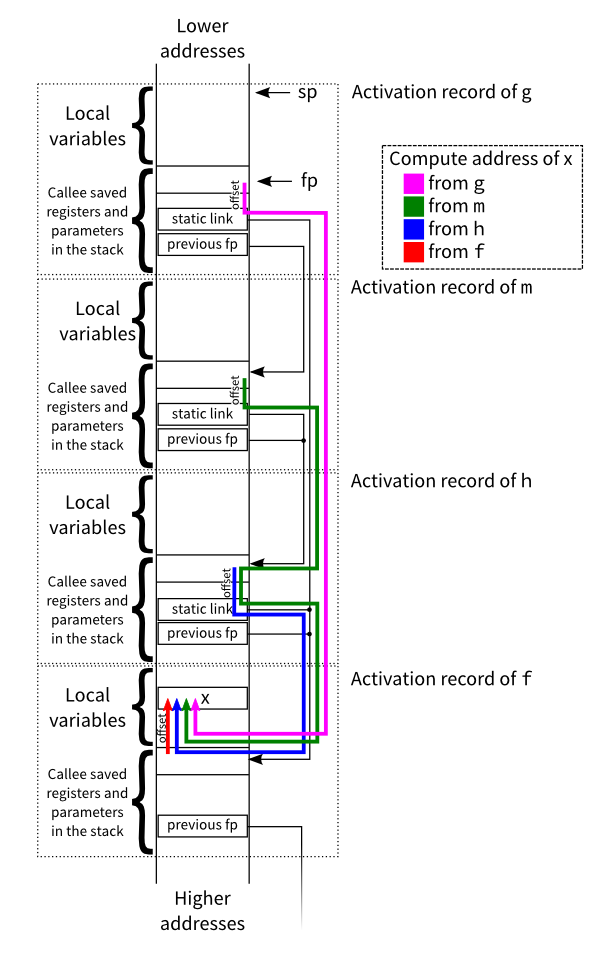 Lower
addresses
sp
Activation record of g
Local
variables
Compute address of x
from g
from m
from h
from f
fp
offset
Callee saved
registers and
parameters
in the stack
static link
previous fp
Activation record of m
Local
variables
offset
Callee saved
registers and
parameters
in the stack
static link
previous fp
Activation record of h
Local
variables
offset
Callee saved
registers and
parameters
in the stack
static link
previous fp
Activation record of f
Local
variables
x
offset
Callee saved
registers and
parameters
in the stack
previous fp
Higher
addresses